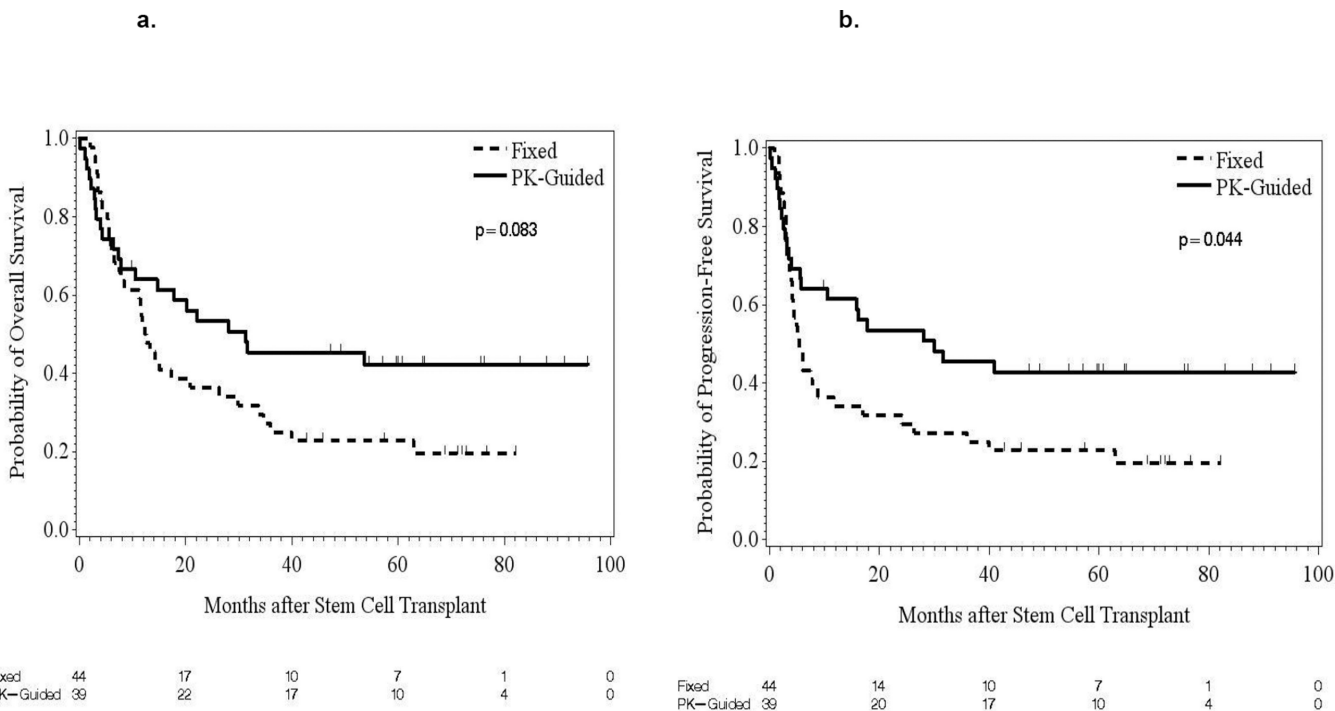 a.
Probability of Overall Survival
1.0
0.8
0.6
0.4
0.2
0.0
Fixed
PK-Guided
p=0.083
0 20 40 60 80 100
Months after Stem Cell Transplant
xed 44 17 10 7 1 0
K-Guided 39 22 17 10 4 0
b.
Probability of Progression-Free Survival
1.0
0.8
0.6
0.4
0.2
0.0
Fixed
PK-Guided
p=0.044
0 20 40 60 80 100
Months after Stem Cell Transplant
Fixed 44 14 10 7 1 0
PK-Guided 39 20 17 10 4 0